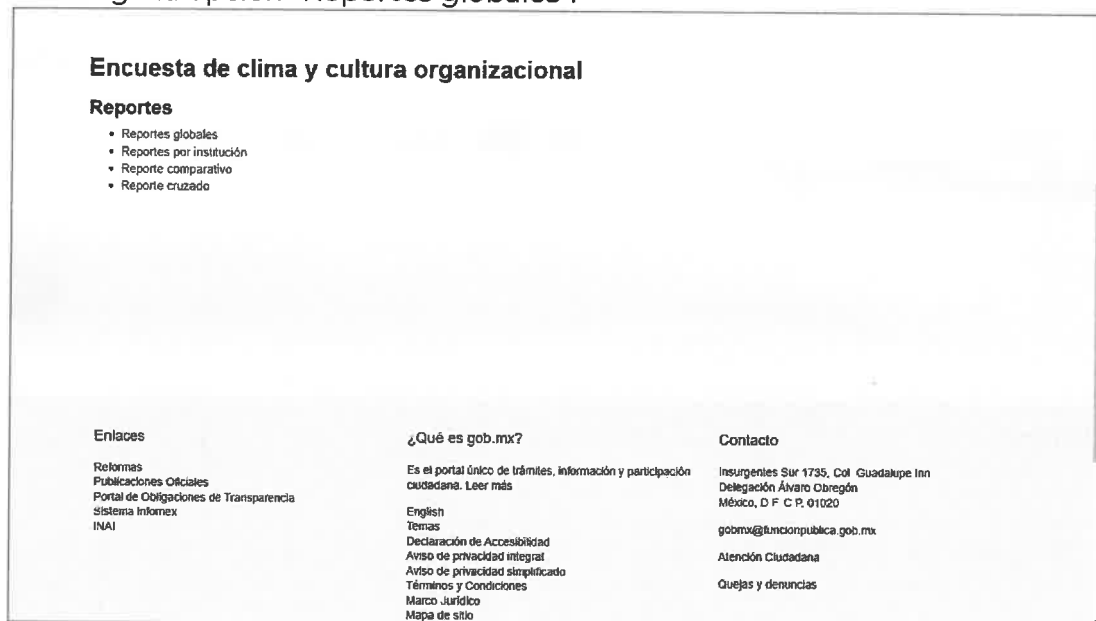 opción "Reportes globales".
Encuesta de clima y cultura organizacional
Reportes
• Reportes globales
• Reportes por institución
• Reporte comparativo
• Reporte cruzado
Enlaces
Reformas
Publicaciones Oficiales
Portal de Obligaciones de Transparencia
Sistema Infomex
INAI
¿Qué es gob.mx?
Es el portal único de trámites, información y participación
ciudadana. Leer más
English
Temas
Declaración de Accesibilidad
Aviso de privacidad integral
Aviso de privacidad simplificado
Términos y Condiciones
Marco Jurídico
Mapa de sitio
Contacto
Insurgentes Sur 1735, Col Guadalupe Inn
Delegación Álvaro Obregón
México, D F C P. 01020
gobmx@funcionpublica.gob.mx
Atención Ciudadana
Quejas y denuncias